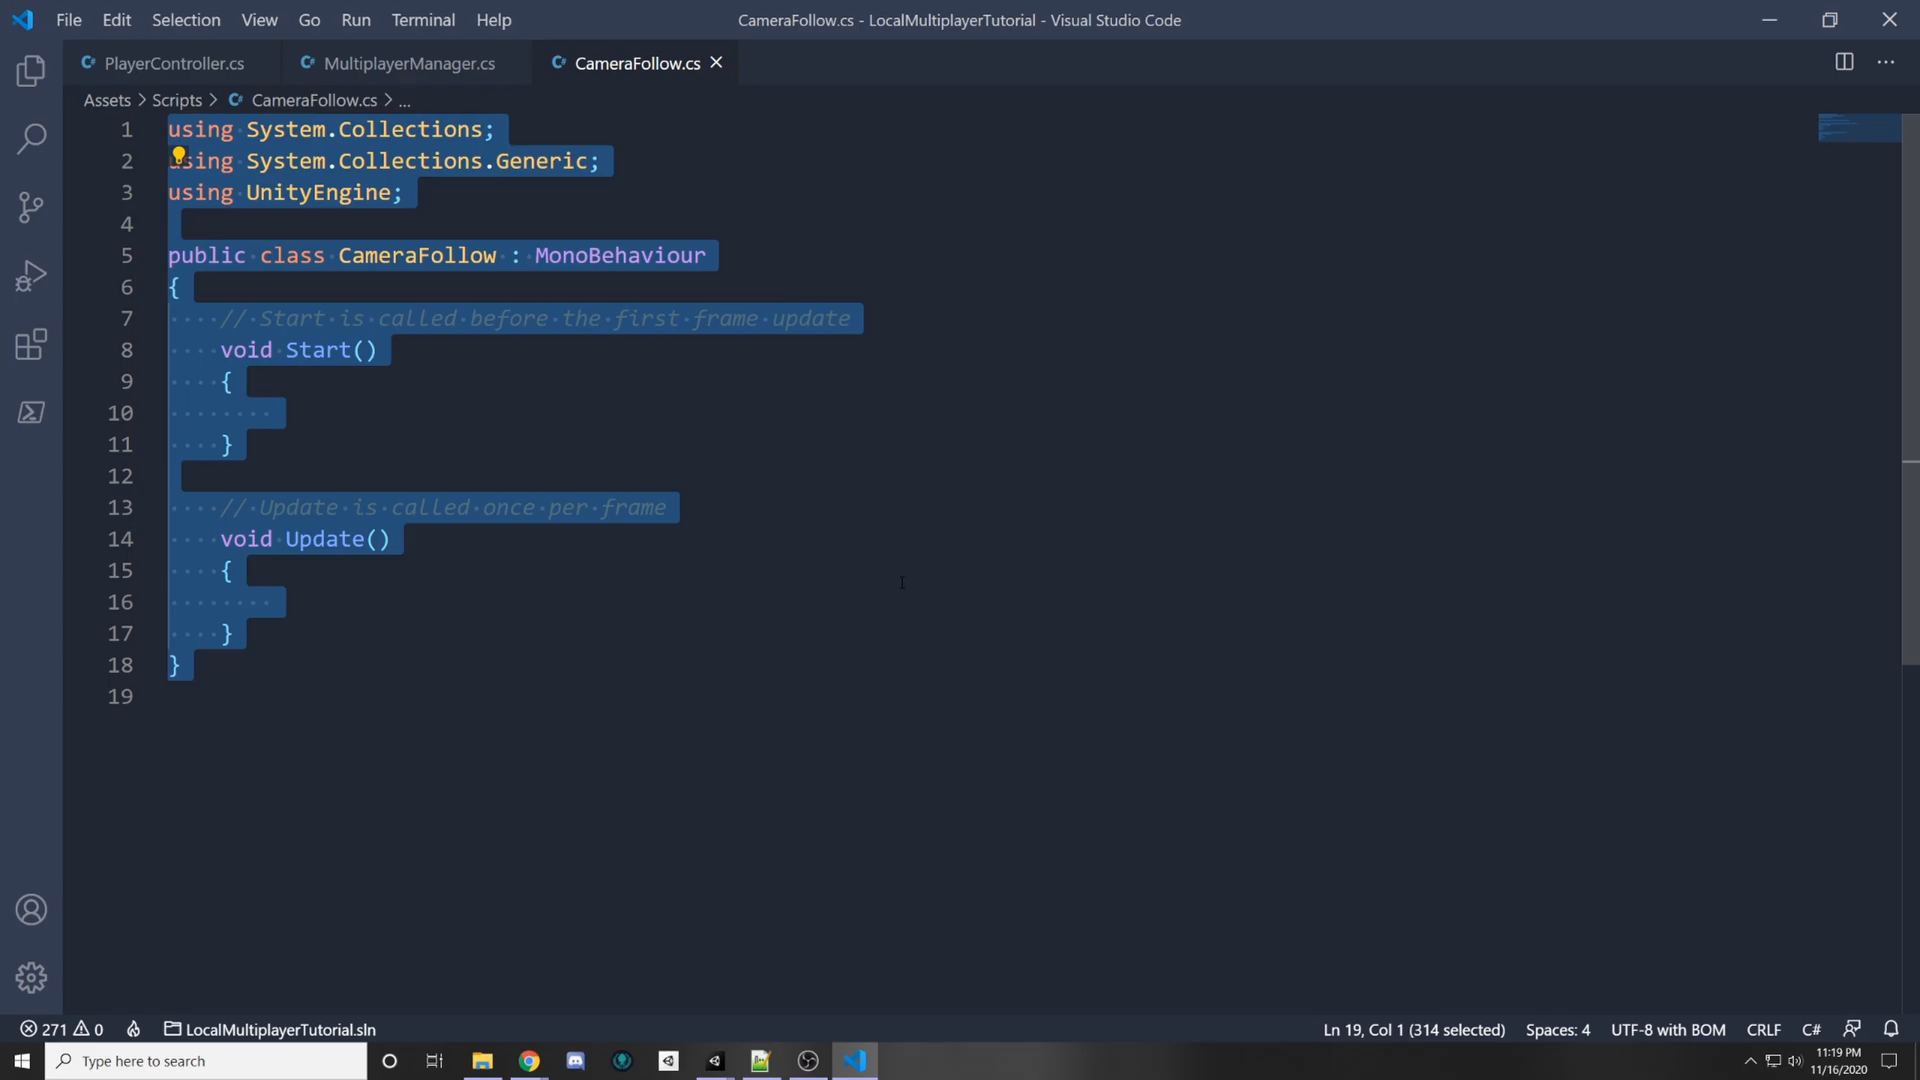 File Edit Selection View Go Run Terminal Help CameraFollow.cs - LocalMultiplayerTutorial - Visual Studio Code
PlayerController.cs MultiplayerManager.cs CameraFollow.cs
Assets > Scripts > CameraFollow.cs > ...
1 using System.Collections;
2 using System.Collections.Generic;
3 using UnityEngine;
4
5 public class CameraFollow : MonoBehaviour
6 {
7 // Start is called before the first frame update
8 void Start()
9 {
10
11 }
12
13 // Update is called once per frame
14 void Update()
15 {
16
17 }
18 }
19
271 0 LocalMultiplayerTutorial.sln Ln 19, Col 1 (314 selected) Spaces: 4 UTF-8 with BOM CRLF C#
Type here to search 11:19 PM
11/16/2020